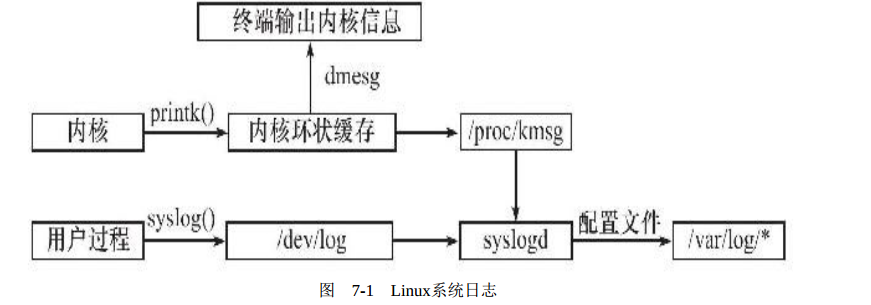 终端输出内核信息
dmesg
printk()
内核
内核环状缓存
/proc/kmsg
syslog()
配置文件
用户过程
/dev/log
syslogd
/var/log/*
图 7-1 Linux系统日志